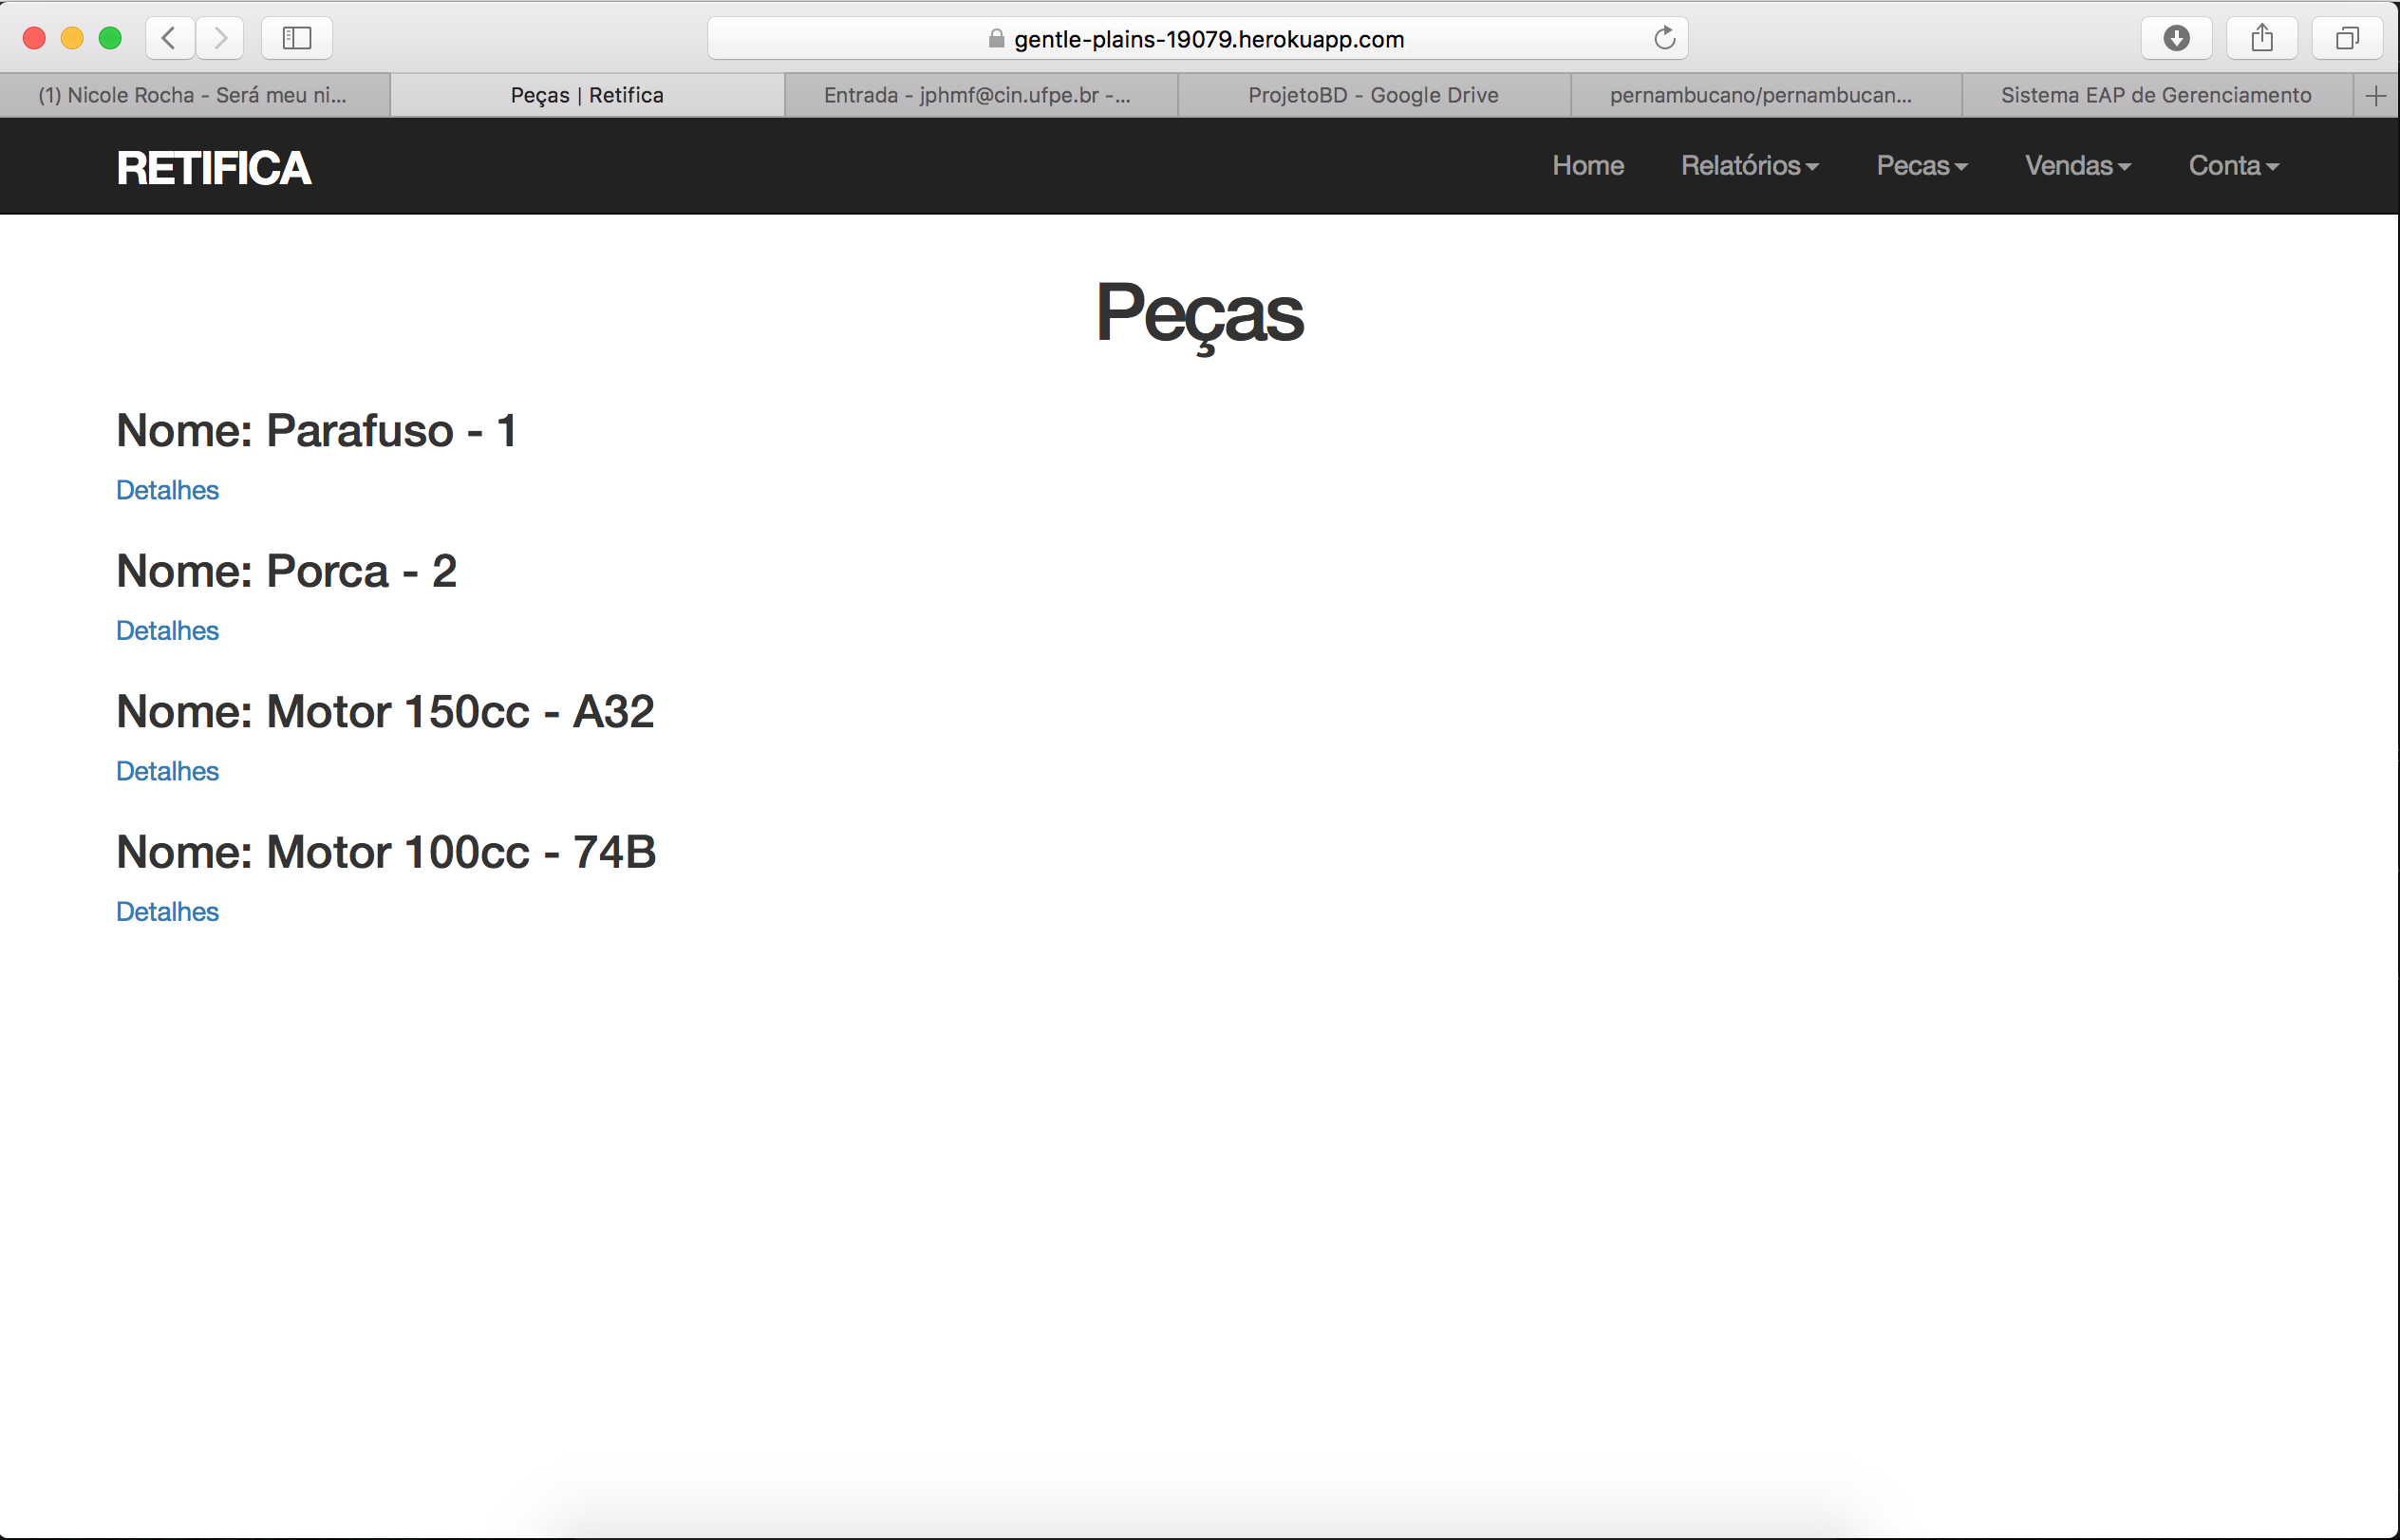 gentle-plains-19079.herokuapp.com
(1) Nicole Rocha - Será meu ni...
Peças | Retifica
Entrada - jphmf@cin.ufpe.br -...
ProjetoBD - Google Drive
pernambucano/pernambucan...
Sistema EAP de Gerenciamento
RETIFICA
Home
Relatórios
Pecas
Vendas
Conta
Peças
Nome: Parafuso - 1
Detalhes
Nome: Porca - 2
Detalhes
Nome: Motor 150cc - A32
Detalhes
Nome: Motor 100cc - 74B
Detalhes